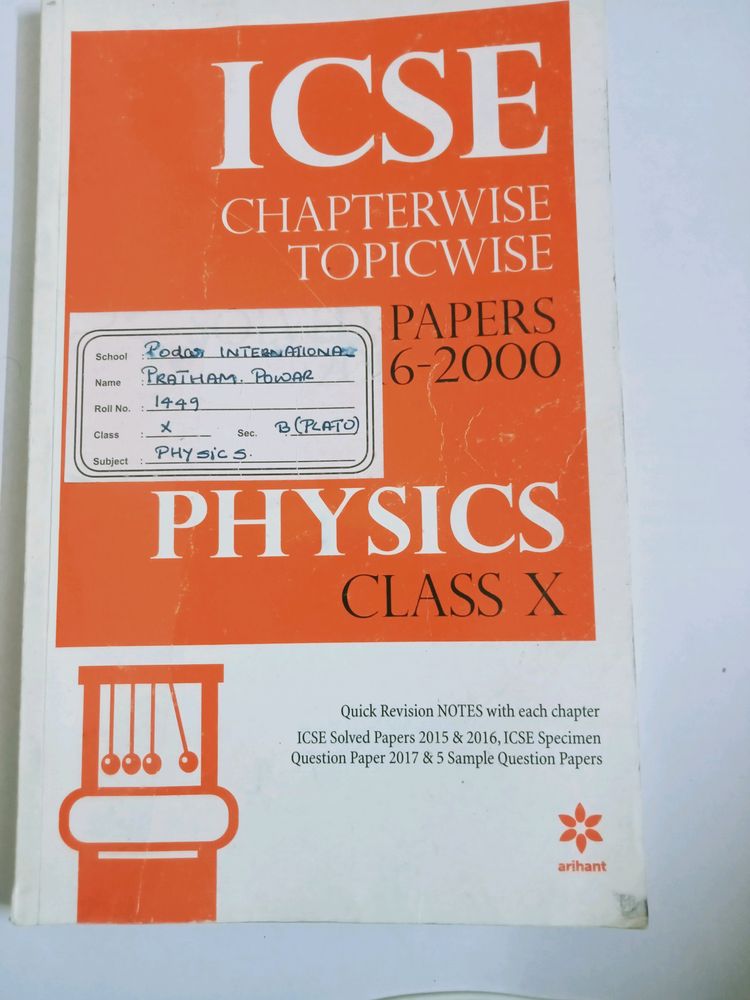 ICSE
CHAPTERWISE
TOPICWISE
PAPERS
6-2000
School : Podar INTERNATIONAL
Name : PRATHAM. POWAR
Roll No. : 1449
Class : X Sec. B (PLATO)
Subject : PHYSICS.
PHYSICS
CLASS X
Quick Revision NOTES with each chapter
ICSE Solved Papers 2015 & 2016, ICSE Specimen
Question Paper 2017 & 5 Sample Question Papers
arihant